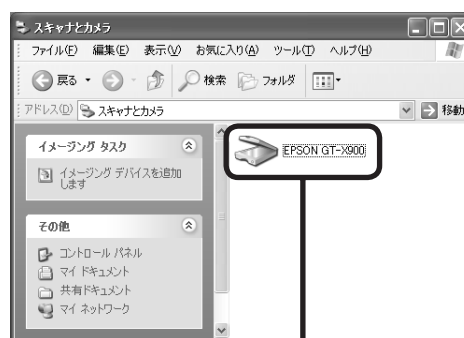 スキャナとカメラ
ファイル(F) 編集(E) 表示(V) お気に入り(A) ツール(T) ヘルプ(H)
戻る 検索 フォルダ
アドレス(D) スキャナとカメラ 移動
イメージング タスク
イメージング デバイスを追加
します
EPSON GT-X900
その他
コントロール パネル
マイ ドキュメント
共有ドキュメント
マイ ネットワーク